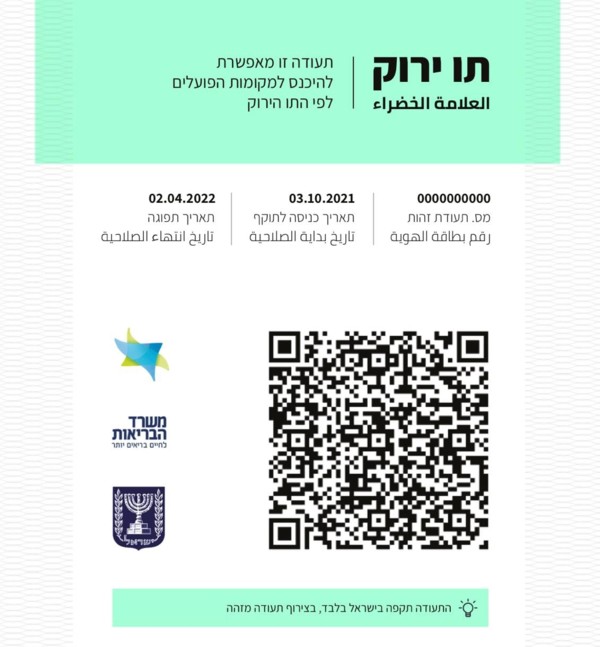 תו ירוק
العلامة الخضراء
תעודה זו מאפשרת
להיכנס למקומות הפועלים
לפי התו הירוק
0000000000
מס. תעודת זהות
رقم بطاقة الهوية
03.10.2021
תאריך כניסה לתוקף
تاريخ بداية الصلاحية
02.04.2022
תאריך תפוגה
تاريخ انتهاء الصلاحية
משרד
הבריאות
לחיים בריאים יותר
ישראל
התעודה תקפה בישראל בלבד, בצירוף תעודה מזהה